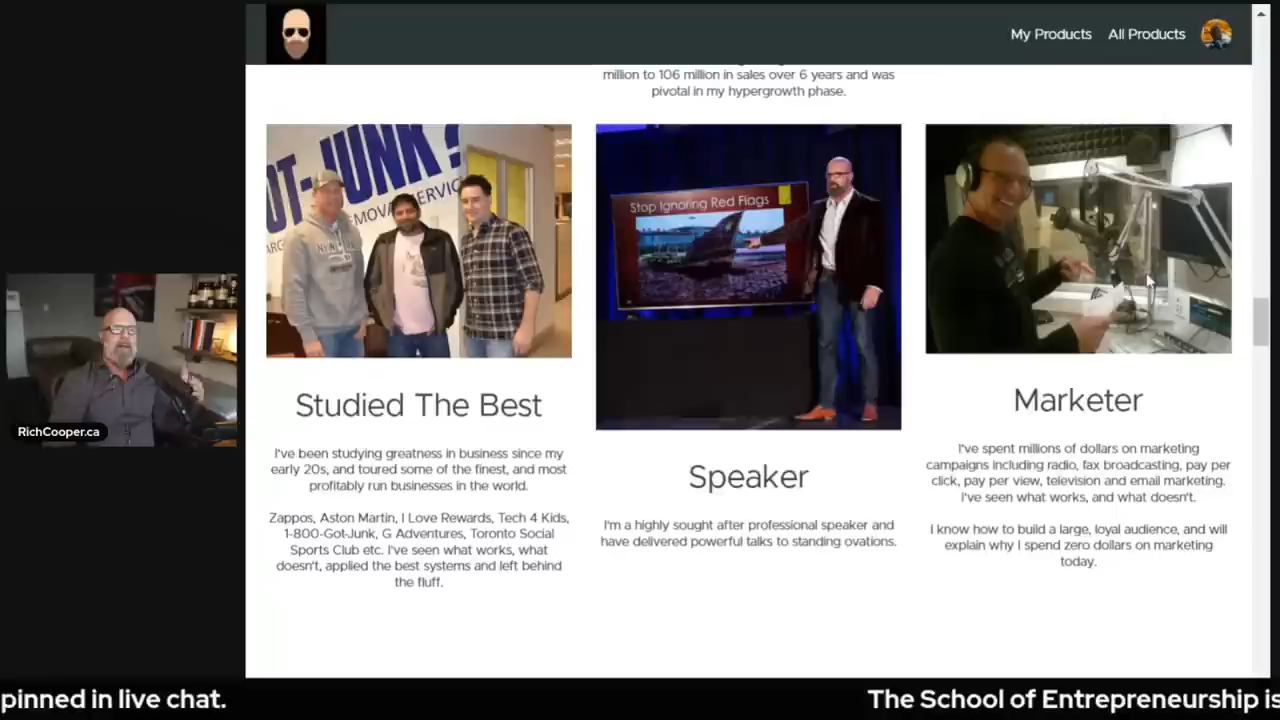 My Products
All Products
million to 106 million in sales over 6 years and was
pivotal in my hypergrowth phase.
OT-JUNK?
Stop Ignoring Red Flags
RichCooper.ca
Studied The Best
I've been studying greatness in business since my
early 20s, and toured some of the finest, and most
profitably run businesses in the world.
Zappos, Aston Martin, I Love Rewards, Tech 4 Kids,
1-800-Got-Junk, G Adventures, Toronto Social
Sports Club etc. I've seen what works, what
doesn't, applied the best systems and left behind
the fluff.
Speaker
I'm a highly sought after professional speaker and
have delivered powerful talks to standing ovations.
Marketer
I've spent millions of dollars on marketing
campaigns including radio, fax broadcasting, pay per
click, pay per view, television and email marketing.
I've seen what works, and what doesn't.
I know how to build a large, loyal audience, and will
explain why I spend zero dollars on marketing
today.
pinned in live chat.
The School of Entrepreneurship is